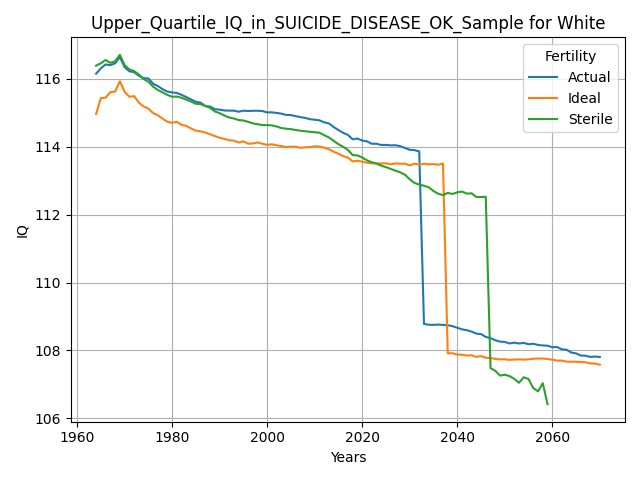 Upper_Quartile_IQ_in_SUICIDE_DISEASE_OK_Sample for White
Fertility
Actual
Ideal
Sterile
116
114
112
110
108
106
IQ
1960
1980
2000
2020
2040
2060
Years